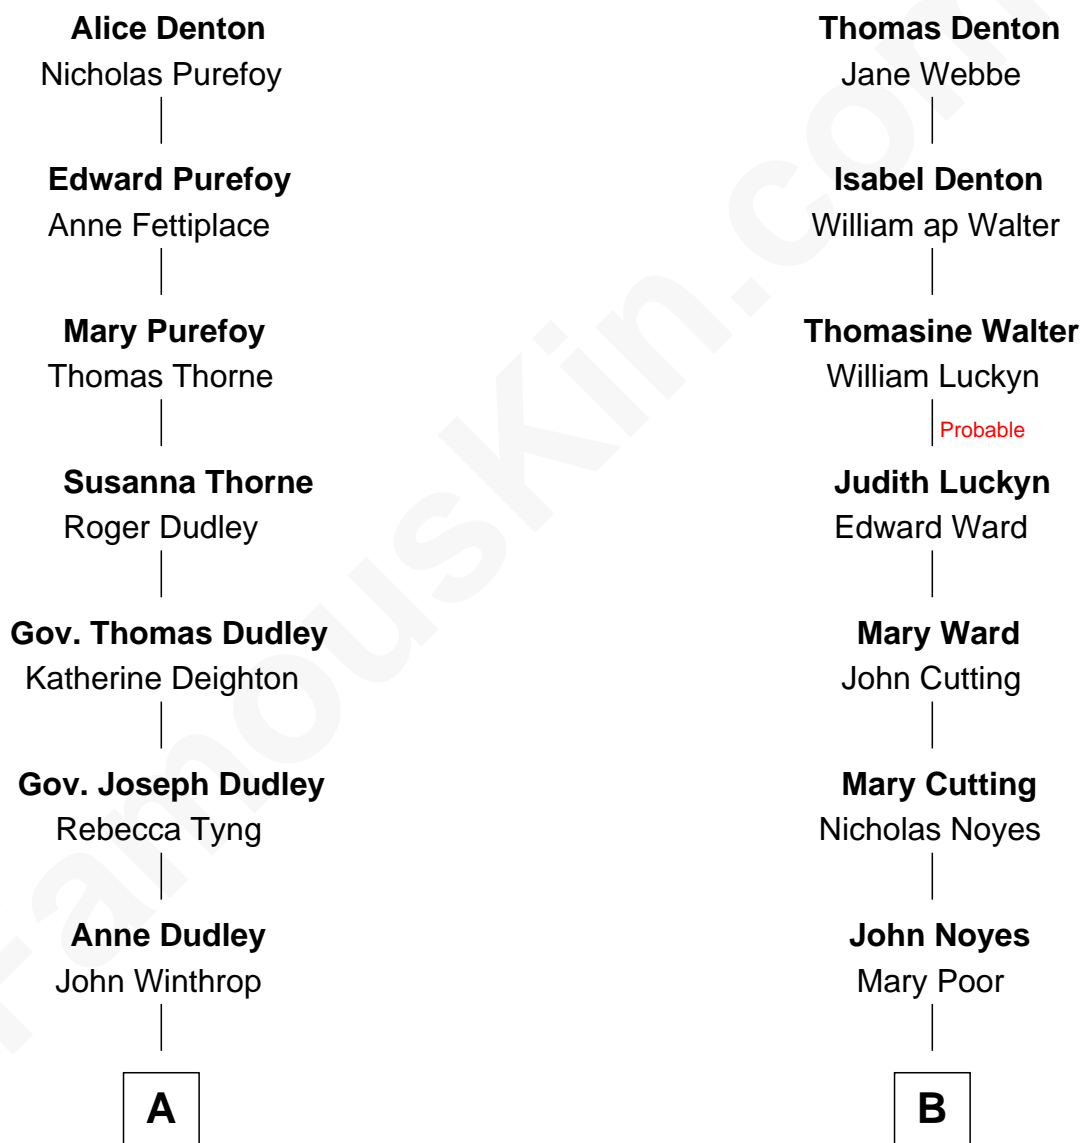 Alice Denton
Nicholas Purefoy
Edward Purefoy
Anne Fettiplace
Mary Purefoy
Thomas Thorne
Susanna Thorne
Roger Dudley
Gov. Thomas Dudley
Katherine Deighton
Gov. Joseph Dudley
Rebecca Tyng
Anne Dudley
John Winthrop
A
Thomas Denton
Jane Webbe
Isabel Denton
William ap Walter
Thomasine Walter
William Luckyn
Probable
Judith Luckyn
Edward Ward
Mary Ward
John Cutting
Mary Cutting
Nicholas Noyes
John Noyes
Mary Poor
B
FamousKin.com